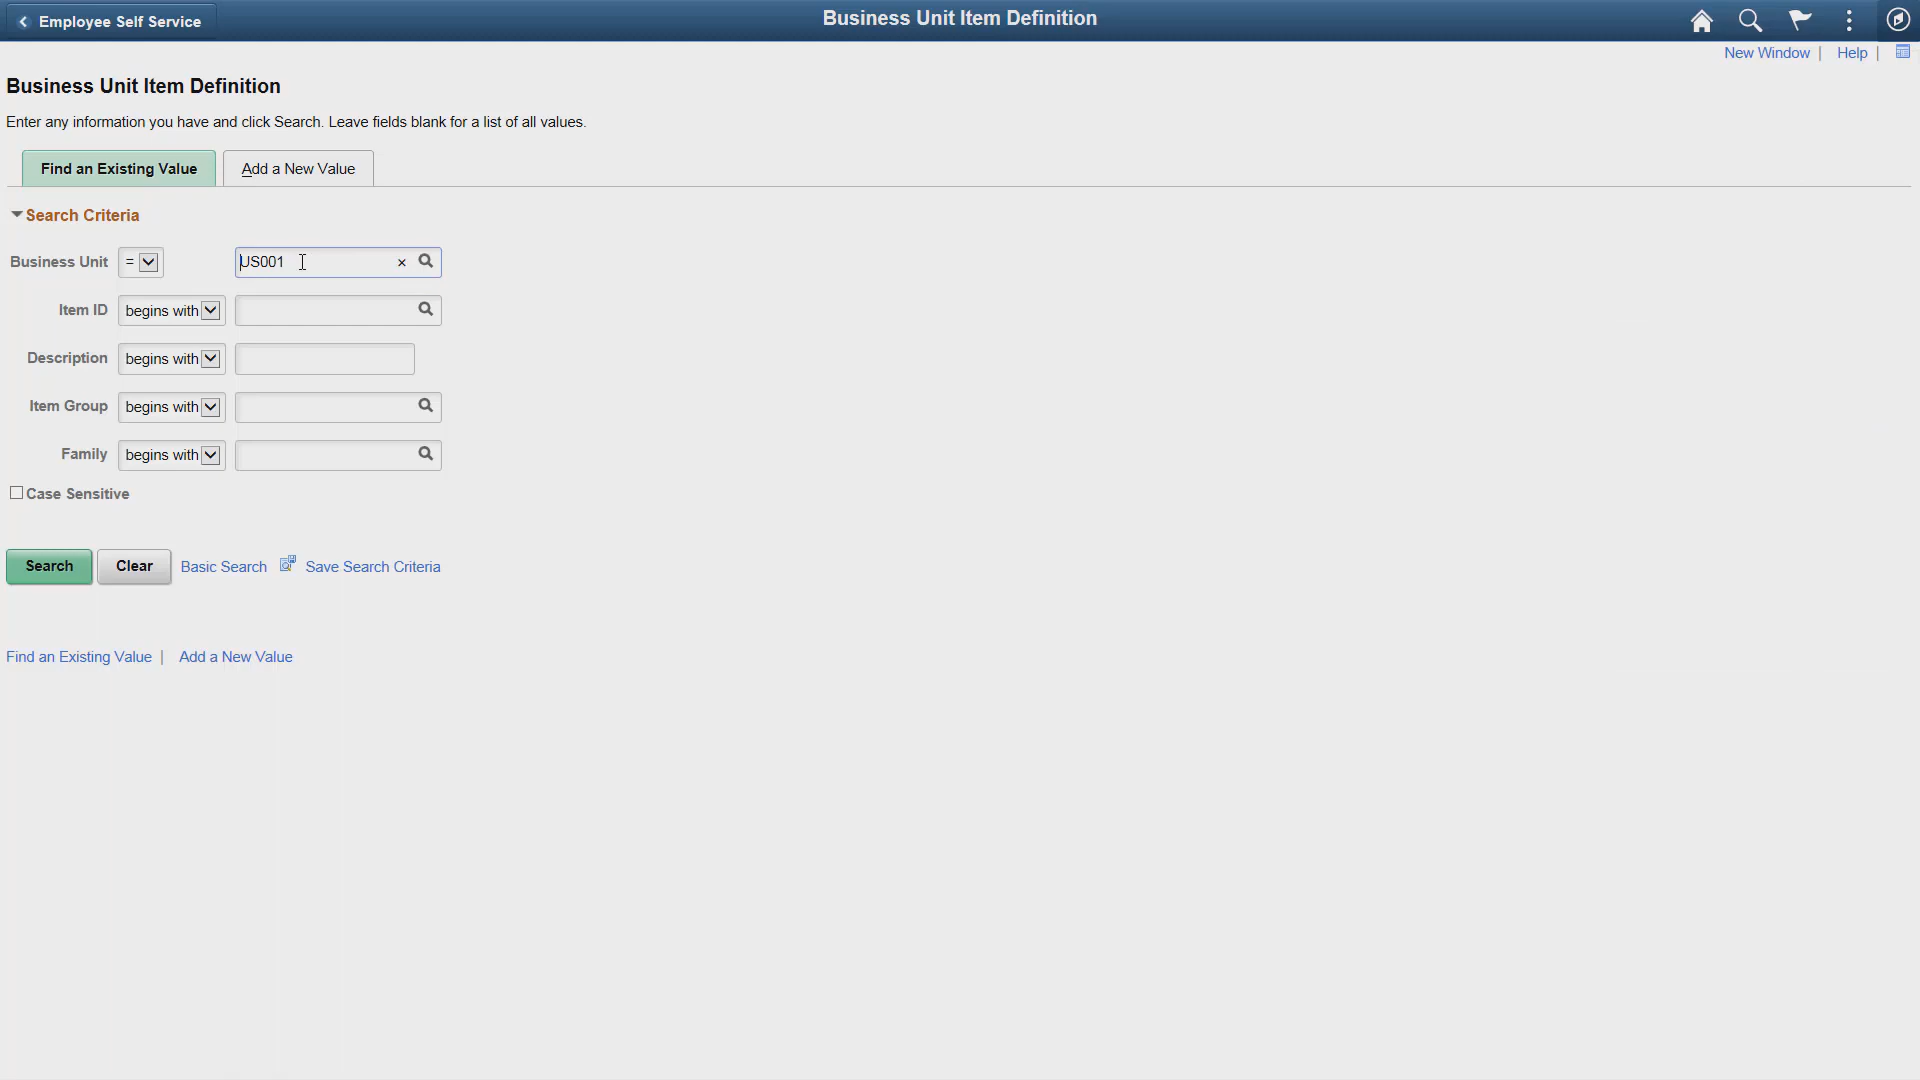 Employee Self Service
Business Unit Item Definition
New Window | Help |
Business Unit Item Definition
Enter any information you have and click Search. Leave fields blank for a list of all values.
Find an Existing Value
Add a New Value
Search Criteria
Business Unit = US001 ×
Item ID begins with
Description begins with
Item Group begins with
Family begins with
Case Sensitive
Search Clear Basic Search Save Search Criteria
Find an Existing Value | Add a New Value